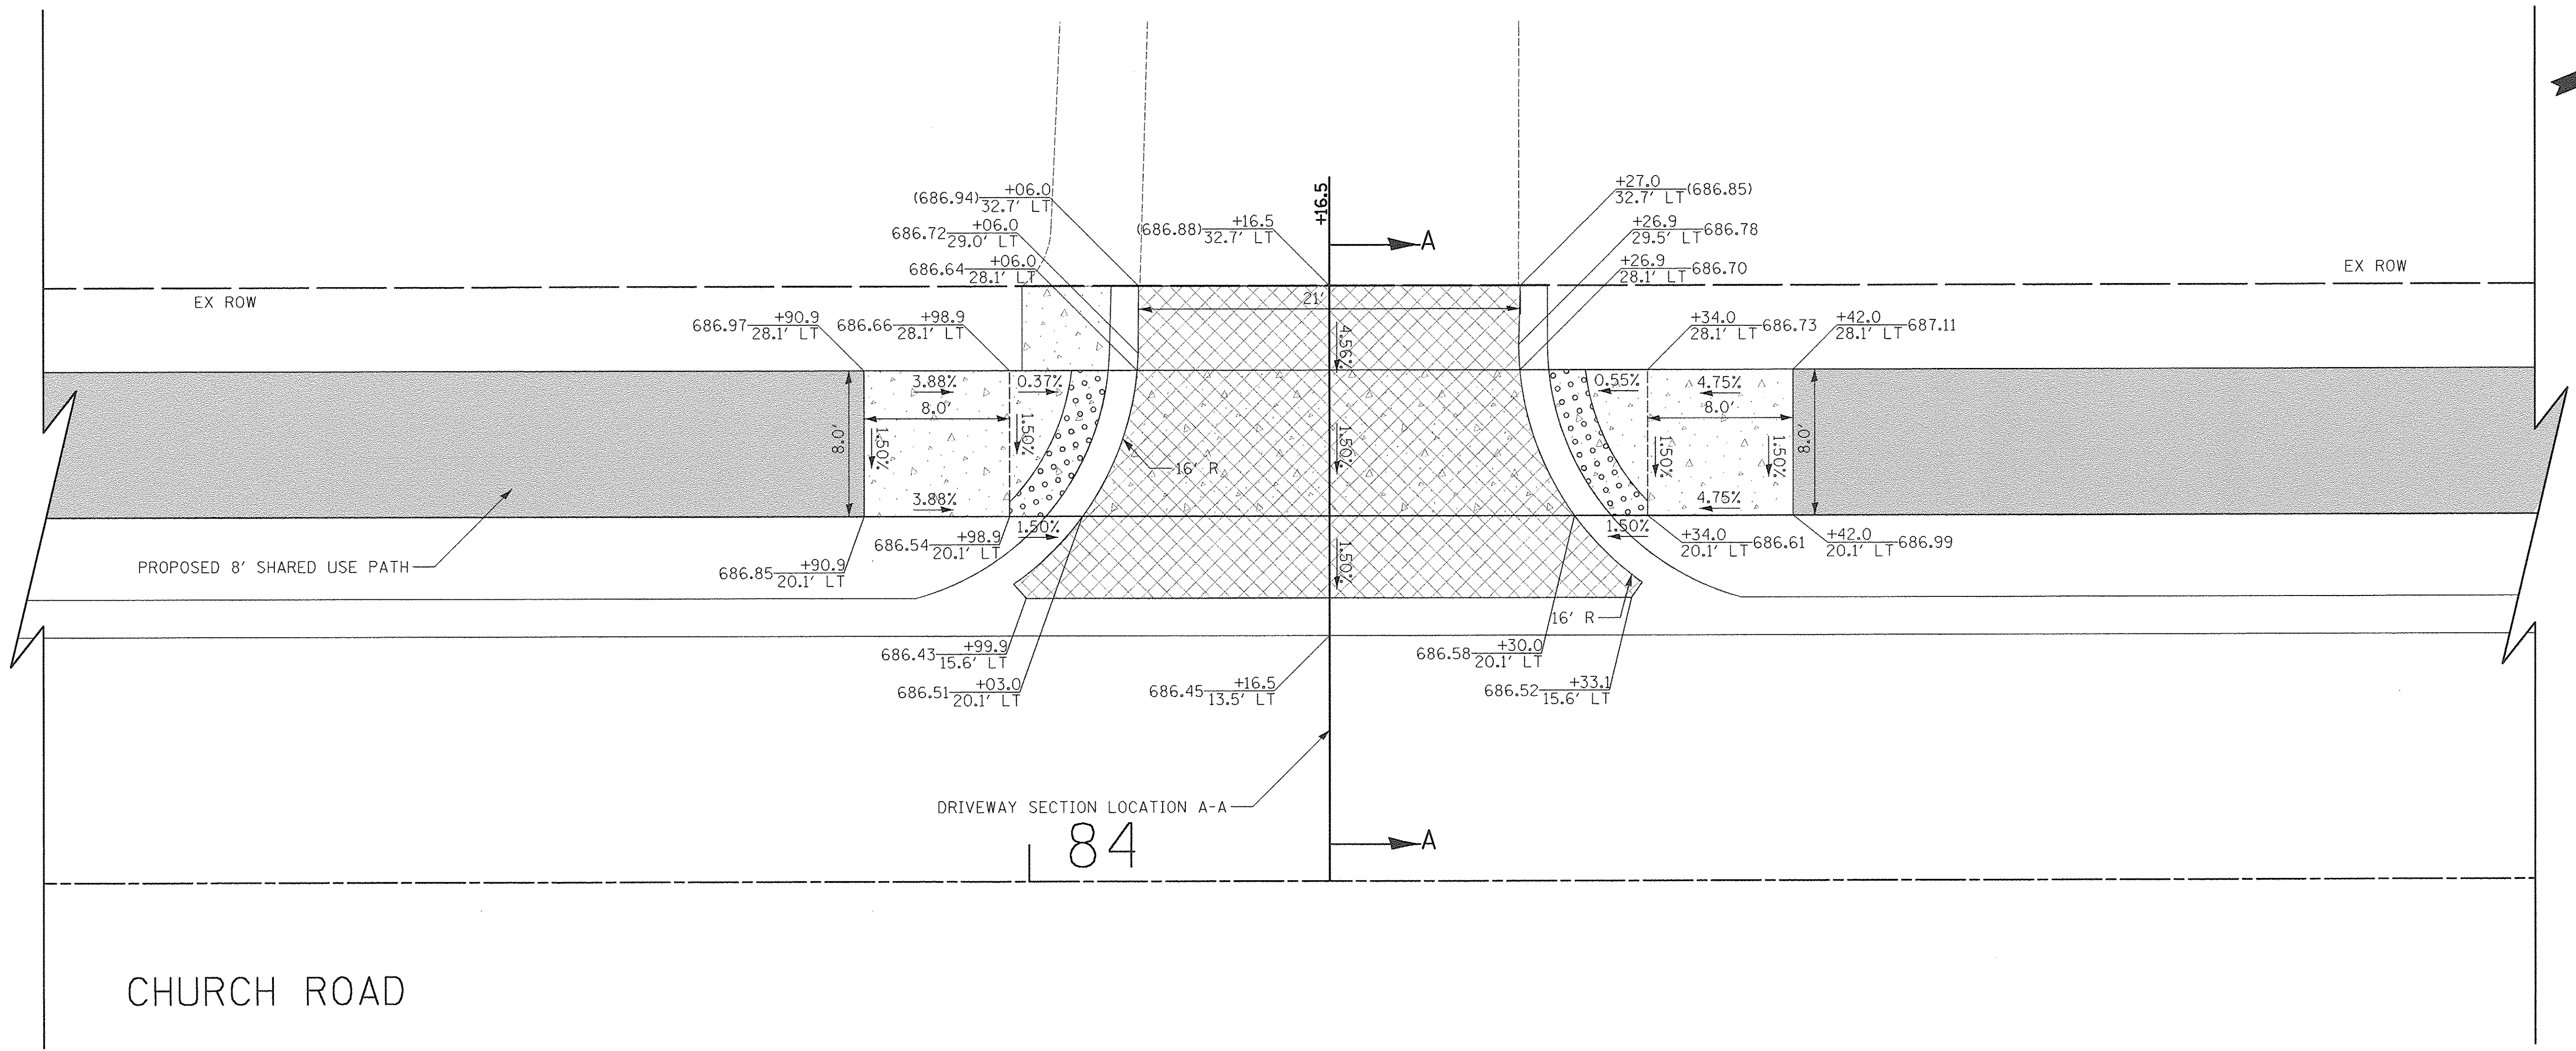 +16.5
(686.94) +06.0
32.7' LT
686.72 +06.0
29.0' LT
686.64 +06.0
28.1' LT
(686.88) +16.5
32.7' LT
A
+27.0 (686.85)
32.7' LT
+26.9
29.5' LT 686.78
+26.9
28.1' LT 686.70
EX ROW
EX ROW
21'
4.56%
686.97 +90.9
28.1' LT
686.66 +98.9
28.1' LT
+34.0
28.1' LT 686.73
+42.0
28.1' LT 687.11
3.88%
0.37%
0.55%
4.75%
8.0'
8.0'
8.0'
1.50%
1.50%
1.50%
1.50%
1.50%
8.0'
16' R
3.88%
4.75%
1.50%
1.50%
1.50%
686.54 +98.9
20.1' LT
686.85 +90.9
20.1' LT
+34.0
20.1' LT 686.61
+42.0
20.1' LT 686.99
PROPOSED 8' SHARED USE PATH
16' R
686.43 +99.9
15.6' LT
686.51 +03.0
20.1' LT
686.45 +16.5
13.5' LT
686.58 +30.0
20.1' LT
686.52 +33.1
15.6' LT
DRIVEWAY SECTION LOCATION A-A
84
A
CHURCH ROAD